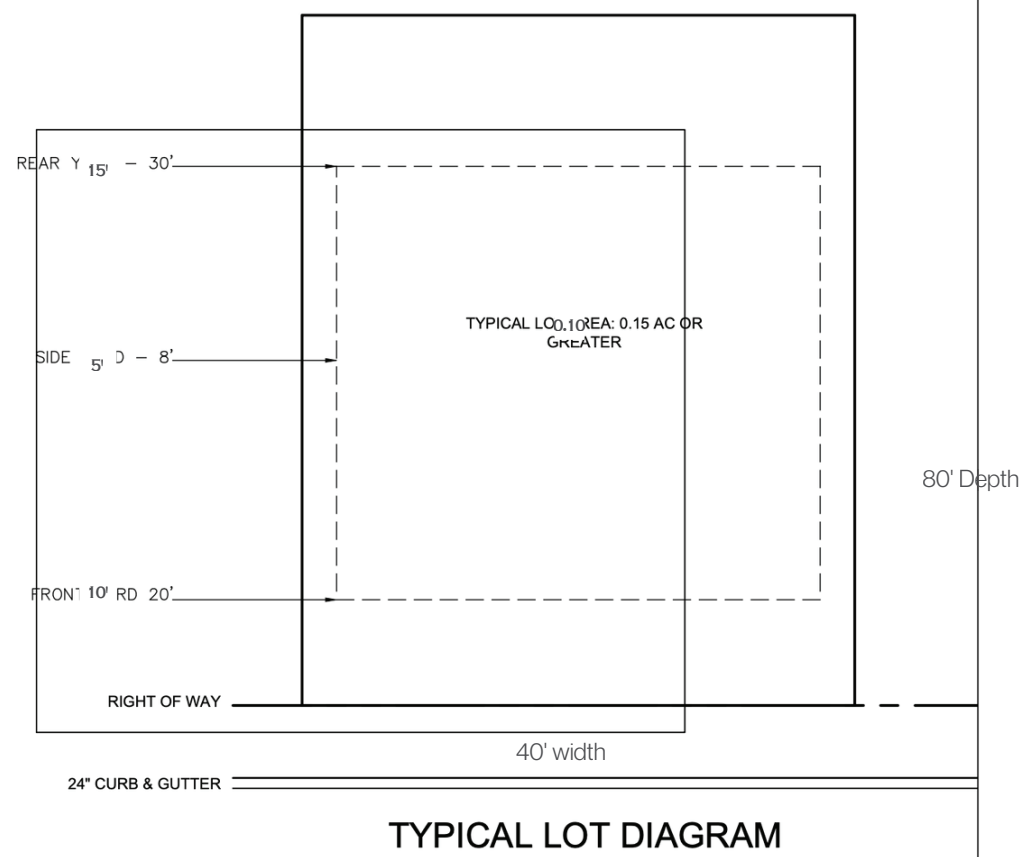 REAR Y 15' – 30'
TYPICAL LO 0.10 REA: 0.15 AC OR
GREATER
SIDE 5' D – 8'
80' Depth
FRONT 10' RD 20'
RIGHT OF WAY
40' width
24" CURB & GUTTER
TYPICAL LOT DIAGRAM